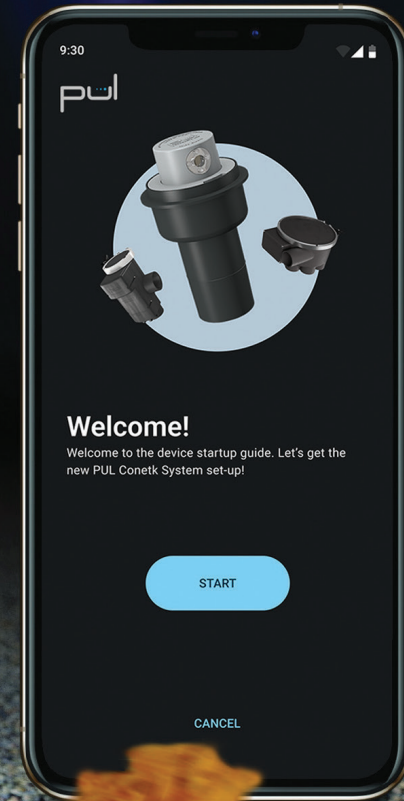 9:30
pul
Welcome!
Welcome to the device startup guide. Let's get the
new PUL Conetk System set-up!
START
CANCEL